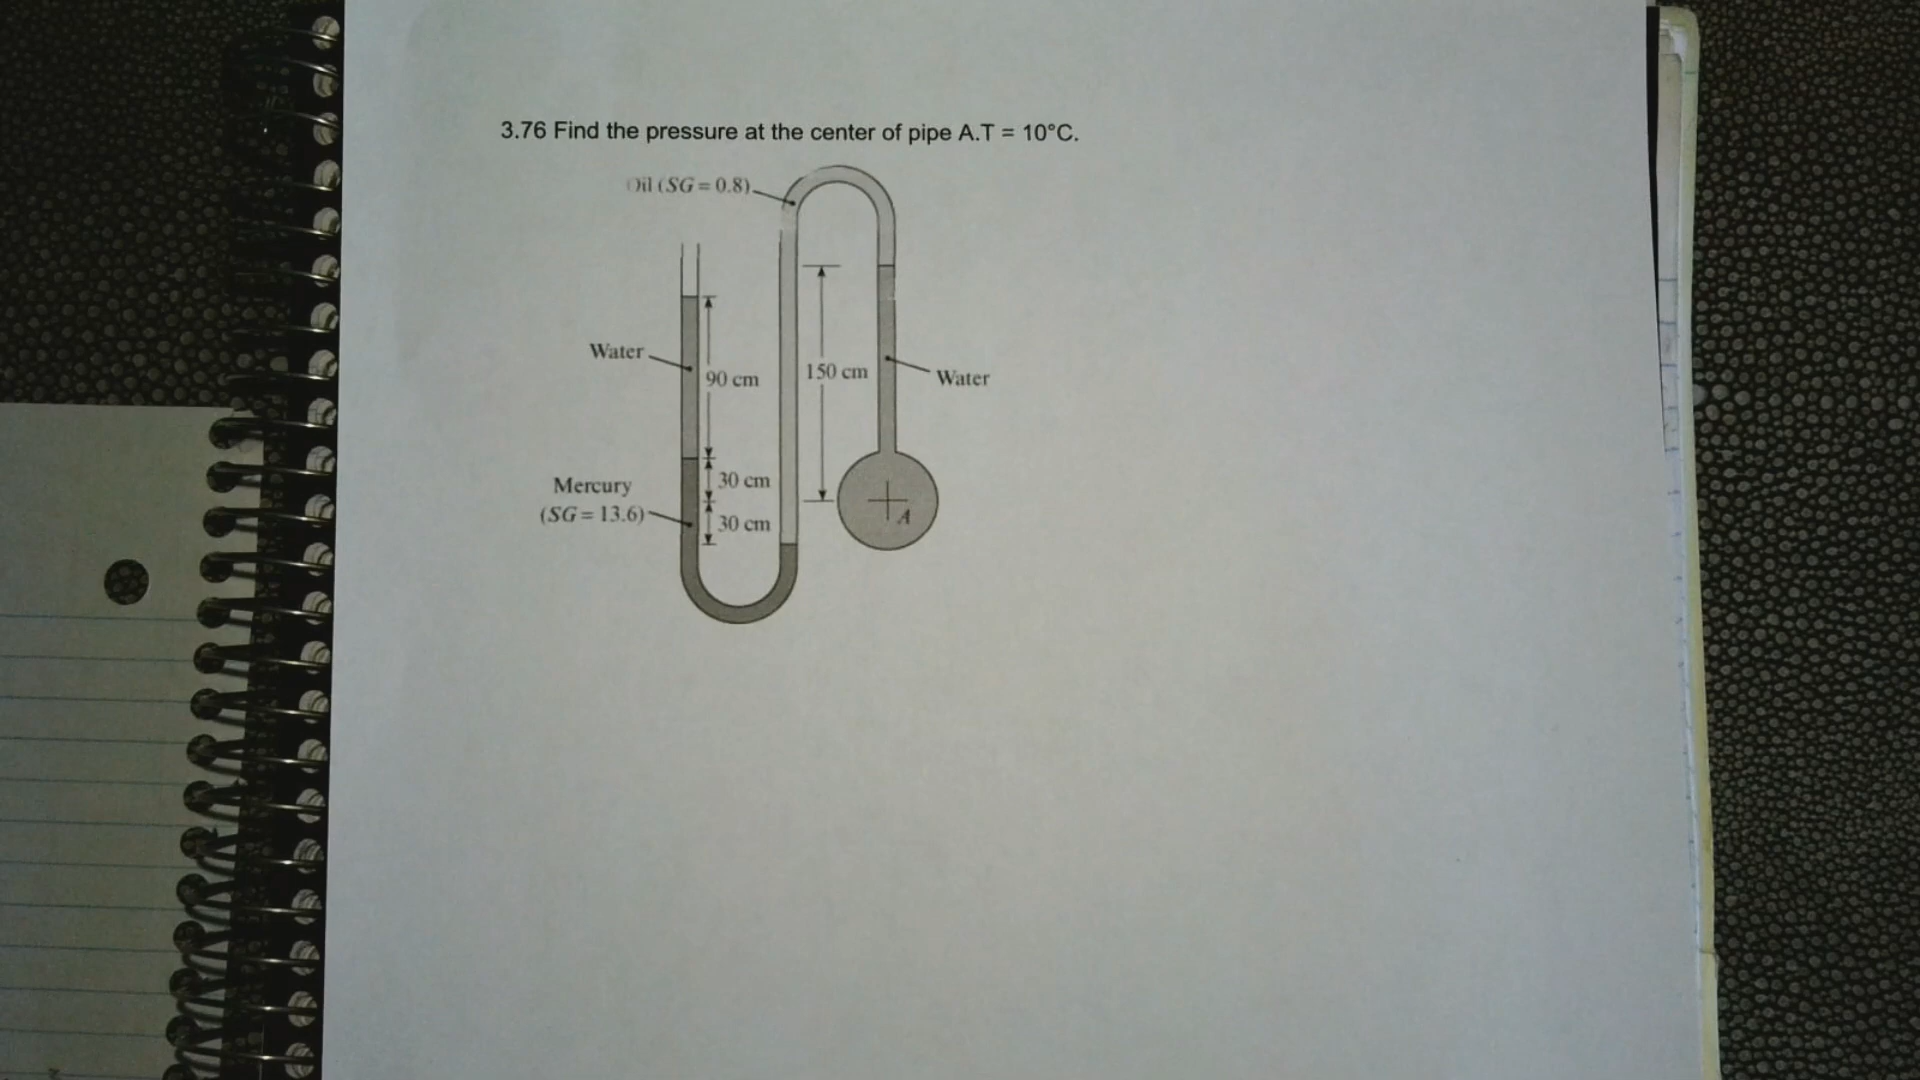 3.76 Find the pressure at the center of pipe A.T = 10°C.
Oil (SG = 0.8)
Water
90 cm
150 cm
Water
Mercury
(SG = 13.6)
30 cm
30 cm
A